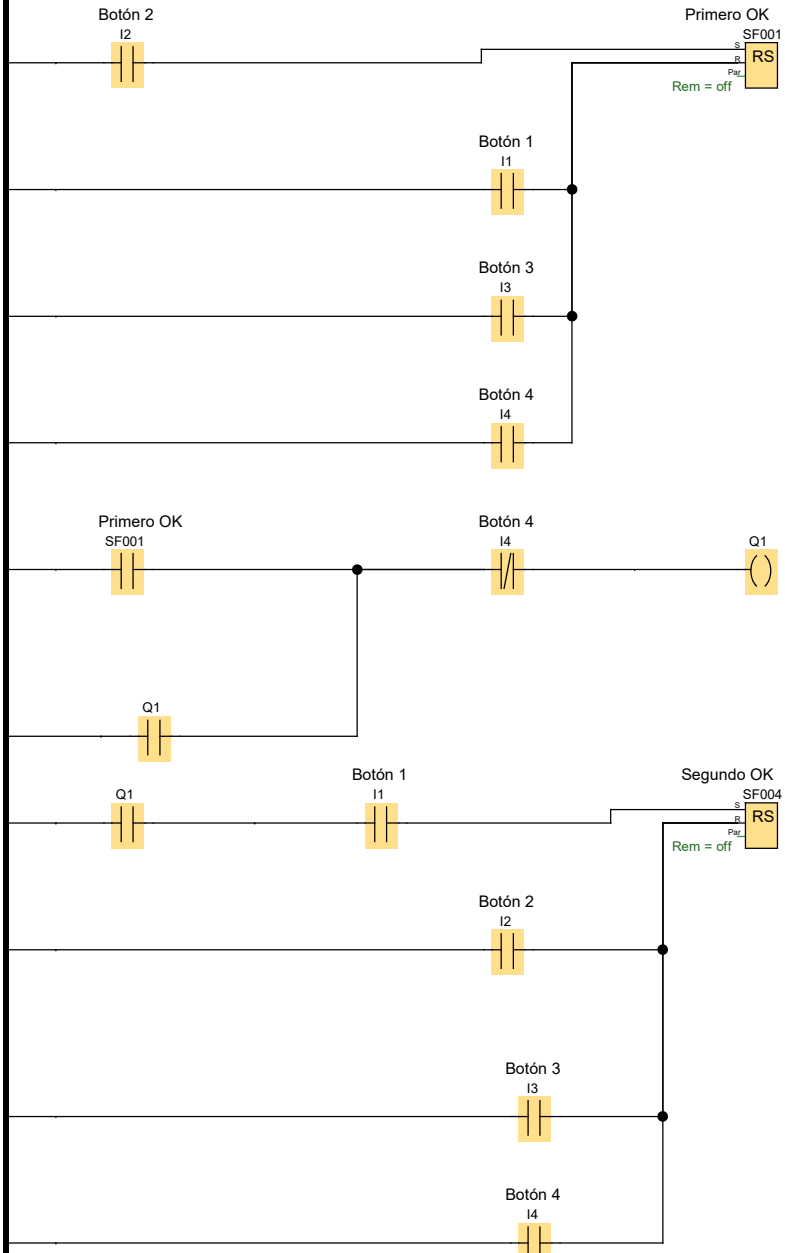 Botón 2
I2
Primero OK
SF001
S
R
Par
RS
Rem = off
Botón 1
I1
Botón 3
I3
Botón 4
I4
Primero OK
SF001
Botón 4
I4
Q1
Q1
Q1
Botón 1
I1
Segundo OK
SF004
S
R
Par
RS
Rem = off
Botón 2
I2
Botón 3
I3
Botón 4
I4